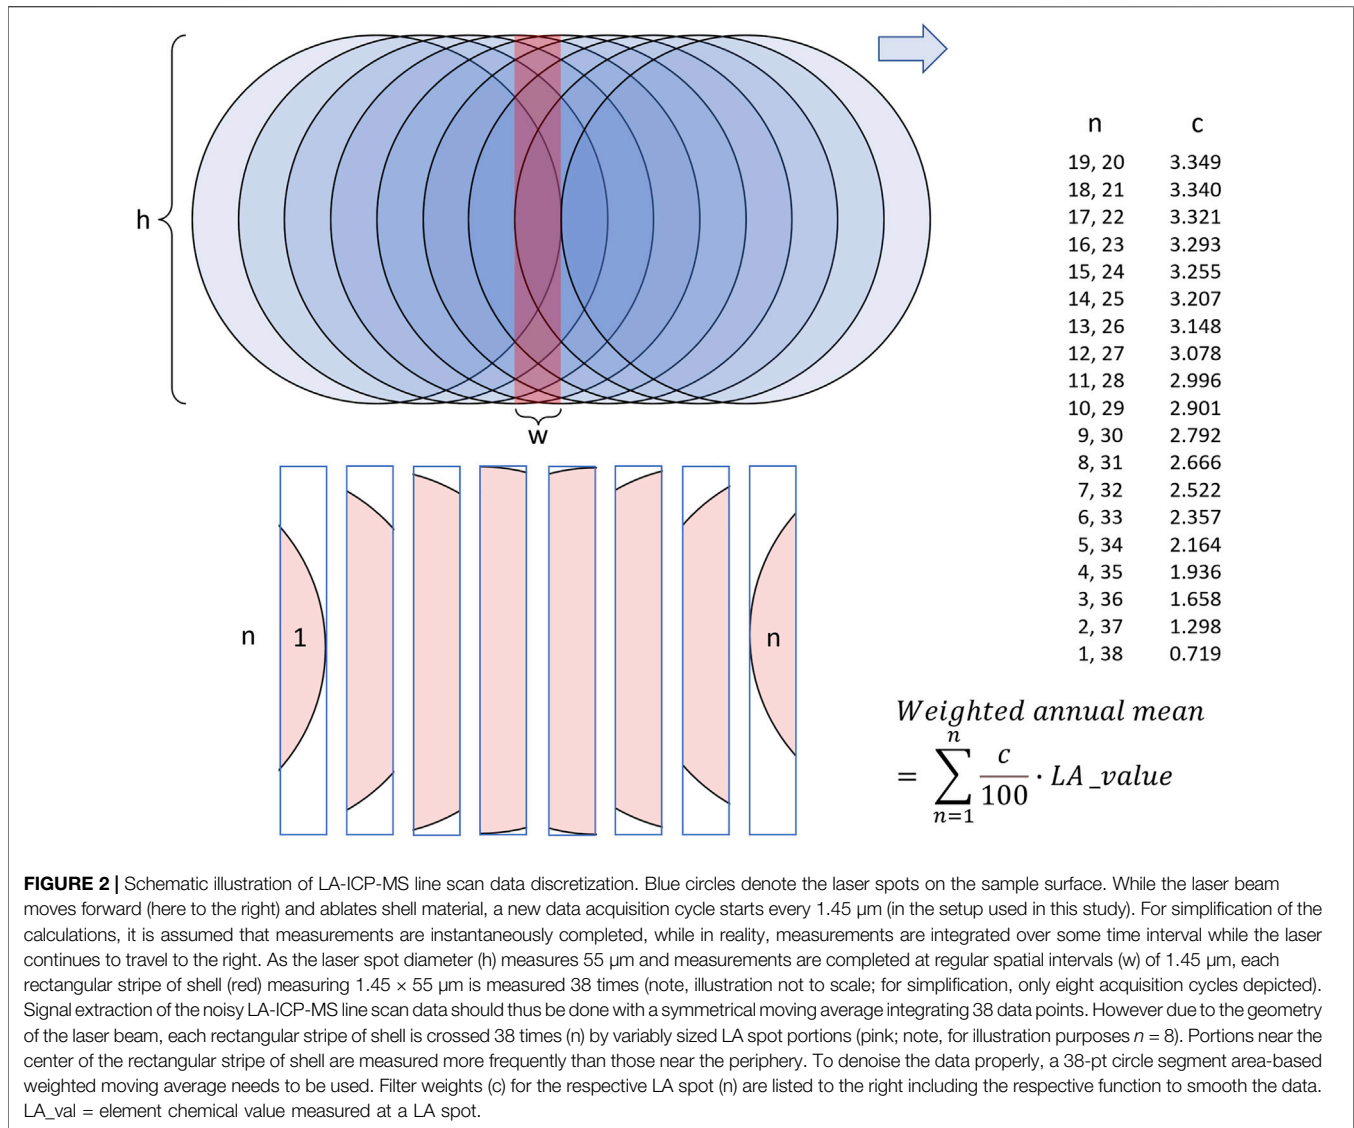 h
w
n
1
n
n c
19, 20 3.349
18, 21 3.340
17, 22 3.321
16, 23 3.293
15, 24 3.255
14, 25 3.207
13, 26 3.148
12, 27 3.078
11, 28 2.996
10, 29 2.901
9, 30 2.792
8, 31 2.666
7, 32 2.522
6, 33 2.357
5, 34 2.164
4, 35 1.936
3, 36 1.658
2, 37 1.298
1, 38 0.719
Weighted annual mean
= ∑_{n=1}^{n} c/100 · LA_value
FIGURE 2 | Schematic illustration of LA-ICP-MS line scan data discretization. Blue circles denote the laser spots on the sample surface. While the laser beam
moves forward (here to the right) and ablates shell material, a new data acquisition cycle starts every 1.45 µm (in the setup used in this study). For simplification of the
calculations, it is assumed that measurements are instantaneously completed, while in reality, measurements are integrated over some time interval while the laser
continues to travel to the right. As the laser spot diameter (h) measures 55 µm and measurements are completed at regular spatial intervals (w) of 1.45 µm, each
rectangular stripe of shell (red) measuring 1.45 × 55 µm is measured 38 times (note, illustration not to scale; for simplification, only eight acquisition cycles depicted).
Signal extraction of the noisy LA-ICP-MS line scan data should thus be done with a symmetrical moving average integrating 38 data points. However due to the geometry
of the laser beam, each rectangular stripe of shell is crossed 38 times (n) by variably sized LA spot portions (pink; note, for illustration purposes n = 8). Portions near the
center of the rectangular stripe of shell are measured more frequently than those near the periphery. To denoise the data properly, a 38-pt circle segment area-based
weighted moving average needs to be used. Filter weights (c) for the respective LA spot (n) are listed to the right including the respective function to smooth the data.
LA_val = element chemical value measured at a LA spot.